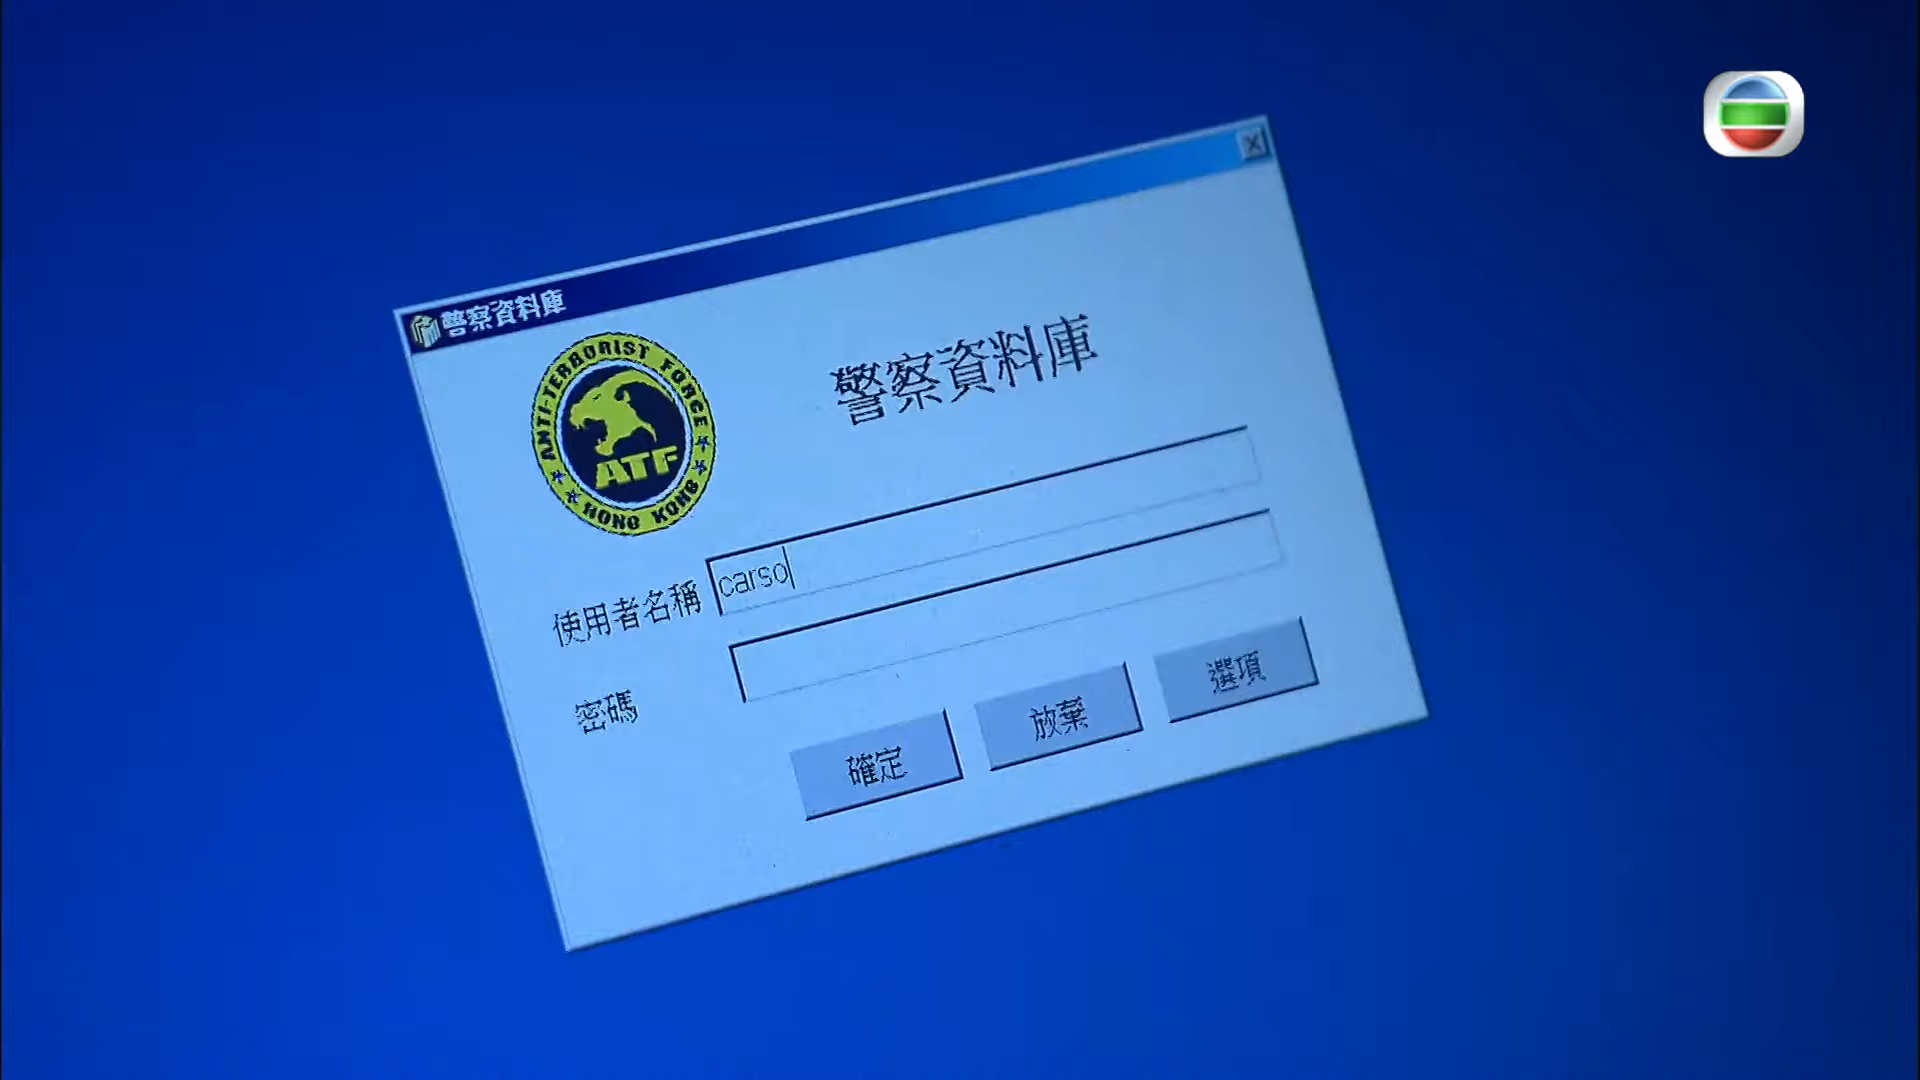 警察資料庫
ANTI-TERRORIST FORCE
ATF
HONG KONG
警察資料庫
使用者名稱 carso
密碼
確定 放棄 選項